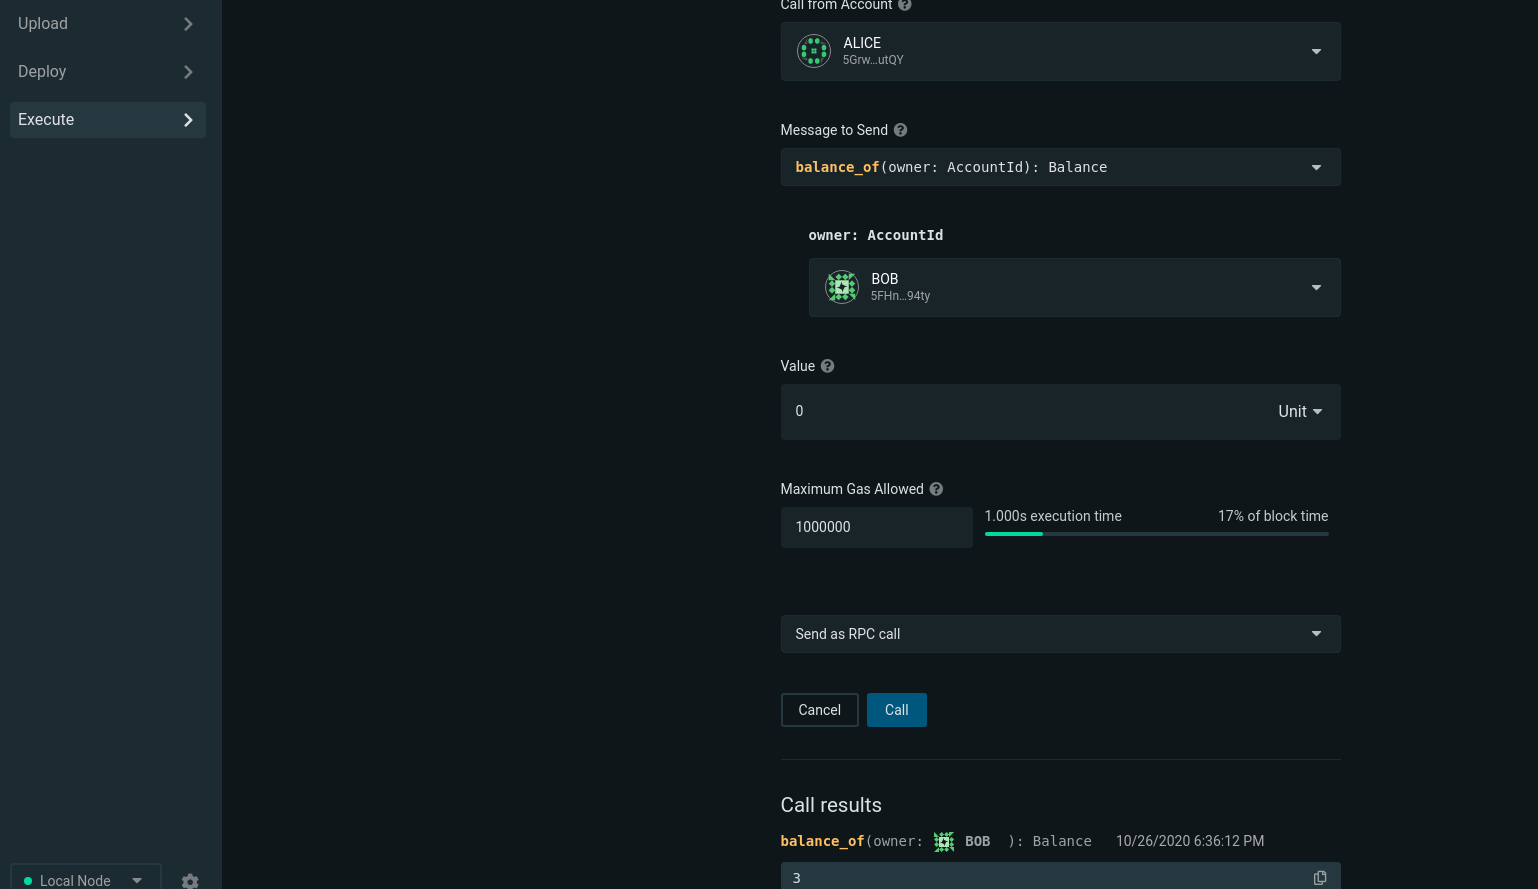 Upload
Deploy
Execute
Call from Account
ALICE
5Grw…utQY
Message to Send
balance_of(owner: AccountId): Balance
owner: AccountId
BOB
5FHn…94ty
Value
0 Unit
Maximum Gas Allowed
1000000
1.000s execution time 17% of block time
Send as RPC call
Cancel Call
Call results
balance_of(owner: BOB ): Balance 10/26/2020 6:36:12 PM
3
Local Node